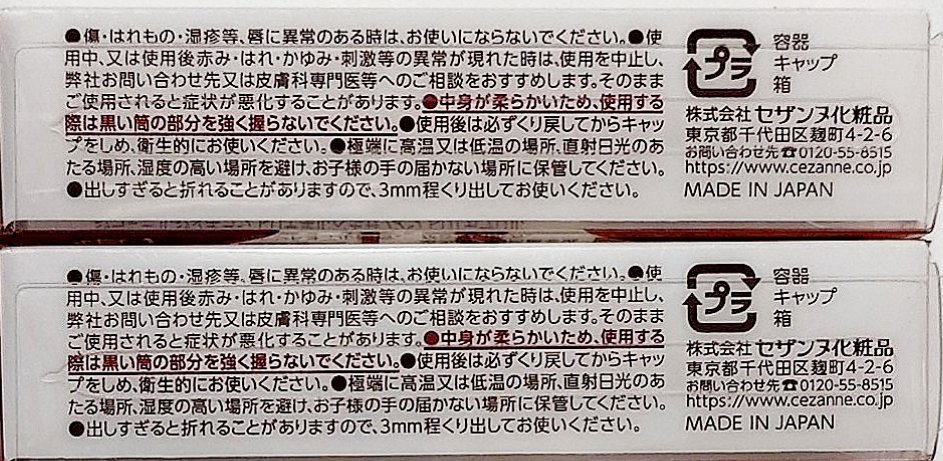 ●傷・はれもの・湿疹等、唇に異常のある時は、お使いにならないでください。●使
用中、又は使用後赤み・はれ・かゆみ・刺激等の異常が現れた時は、使用を中止し、
弊社お問い合わせ先又は皮膚科専門医等へのご相談をおすすめします。そのまま
ご使用されると症状が悪化することがあります。●中身が柔らかいため、使用する
際は黒い筒の部分を強く握らないでください。●使用後は必ずくり戻してからキャッ
プをしめ、衛生的にお使いください。●極端に高温又は低温の場所、直射日光のあ
たる場所、湿度の高い場所を避け、お子様の手の届かない場所に保管してください。
●出しすぎると折れることがありますので、3mm程くり出してお使いください。
プラ
容器
キャップ
箱
株式会社 セザンヌ化粧品
東京都千代田区麹町4-2-6
お問い合わせ先☎0120-55-8515
https://www.cezanne.co.jp
MADE IN JAPAN
●傷・はれもの・湿疹等、唇に異常のある時は、お使いにならないでください。●使
用中、又は使用後赤み・はれ・かゆみ・刺激等の異常が現れた時は、使用を中止し、
弊社お問い合わせ先又は皮膚科専門医等へのご相談をおすすめします。そのまま
ご使用されると症状が悪化することがあります。●中身が柔らかいため、使用する
際は黒い筒の部分を強く握らないでください。●使用後は必ずくり戻してからキャッ
プをしめ、衛生的にお使いください。●極端に高温又は低温の場所、直射日光のあ
たる場所、湿度の高い場所を避け、お子様の手の届かない場所に保管してください。
●出しすぎると折れることがありますので、3mm程くり出してお使いください。
プラ
容器
キャップ
箱
株式会社 セザンヌ化粧品
東京都千代田区麹町4-2-6
お問い合わせ先☎0120-55-8515
https://www.cezanne.co.jp
MADE IN JAPAN